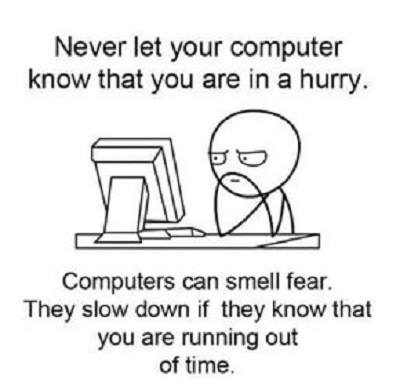 Never let your computer
know that you are in a hurry.
Computers can smell fear.
They slow down if they know that
you are running out
of time.